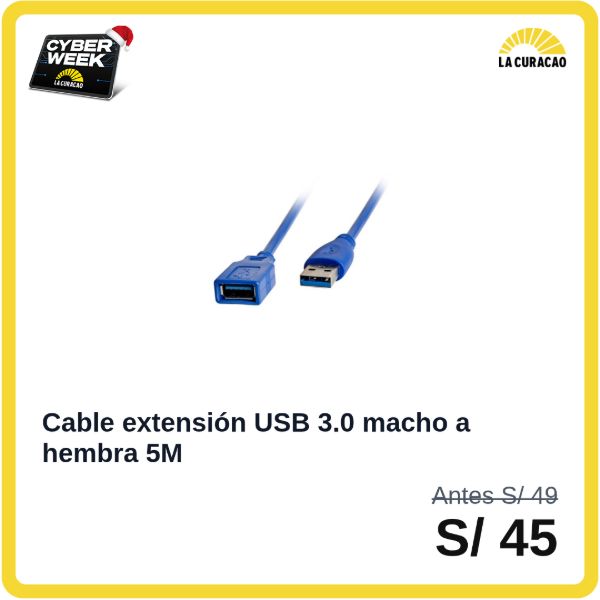 CYBER
WEEK
LA CURACAO
LA CURACAO
Cable extensión USB 3.0 macho a
hembra 5M
Antes S/ 49
S/ 45